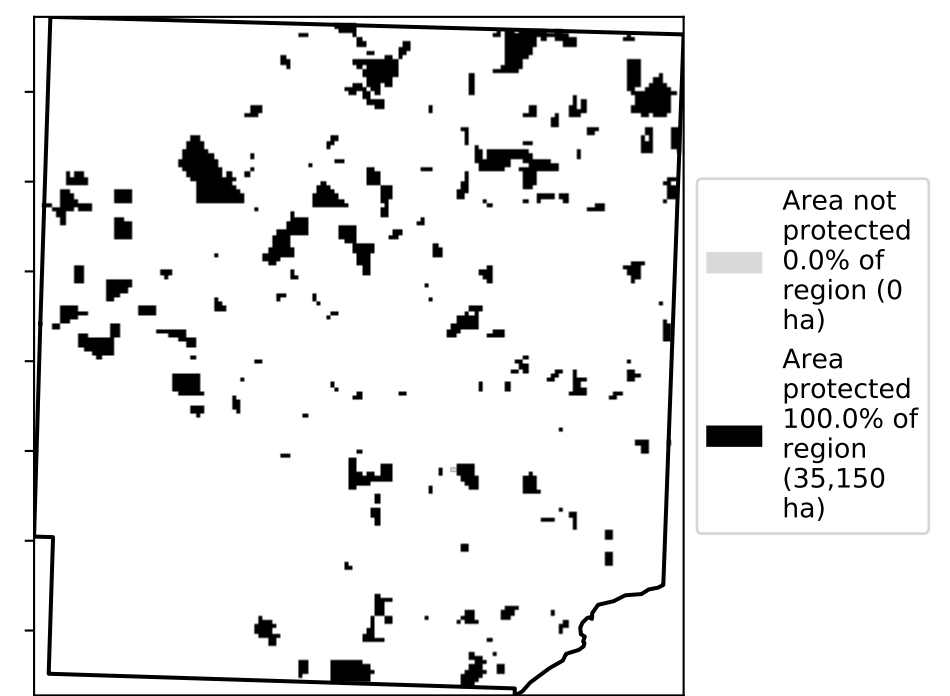 Area not
protected
0.0% of
region (0
ha)
Area
protected
100.0% of
region
(35,150
ha)